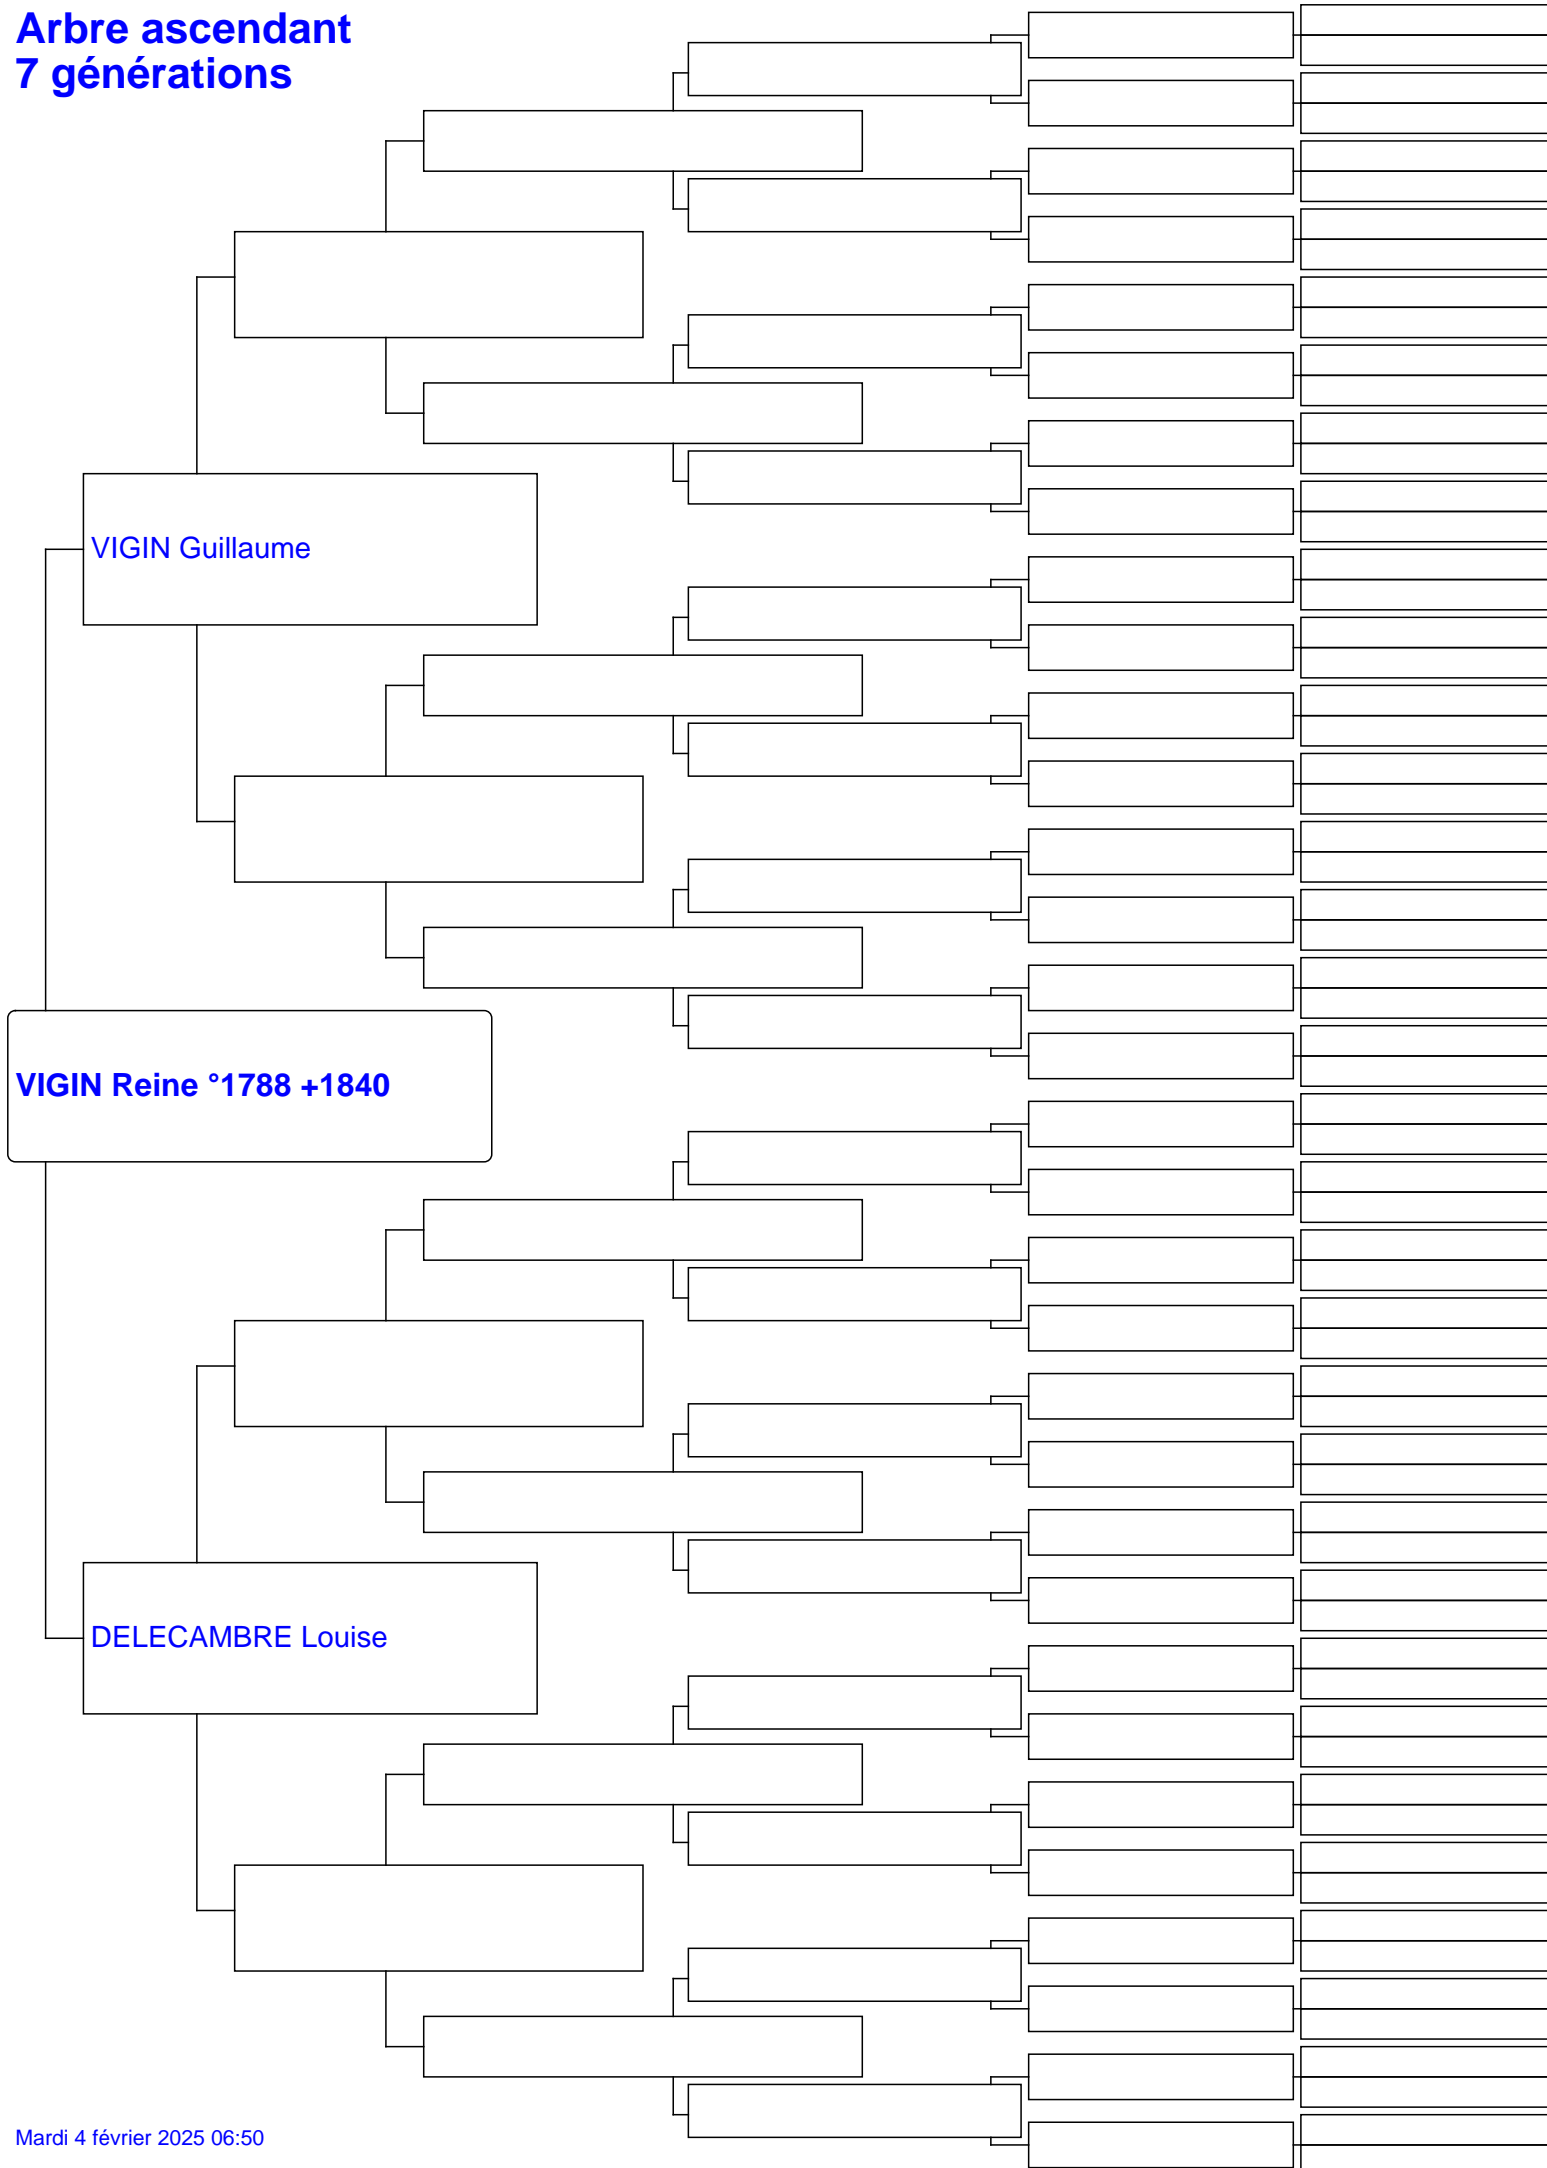 Arbre ascendant
7 générations
VIGIN Guillaume
VIGIN Reine °1788 +1840
DELECAMBRE Louise
Mardi 4 février 2025 06:50